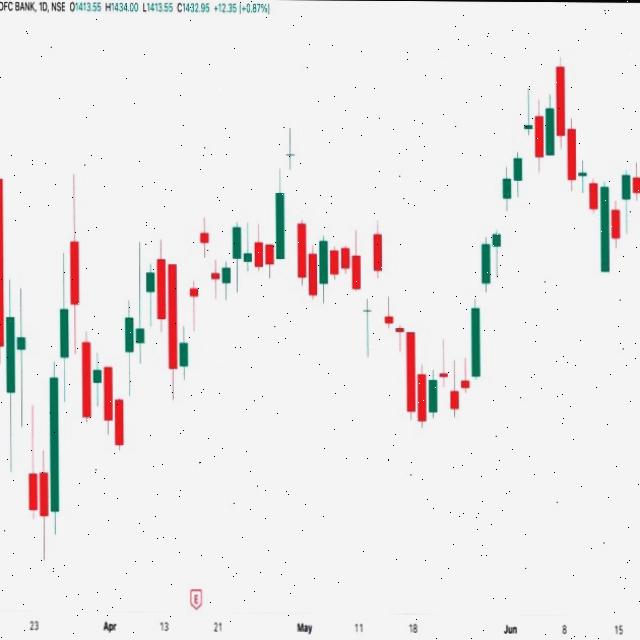 DFC BANK, 1D, NSE O1413.55 H1434.00 L1413.55 C1432.95 +12.35 (+0.87%)
E
23 Apr 13 21 May 11 18 Jun 8 15